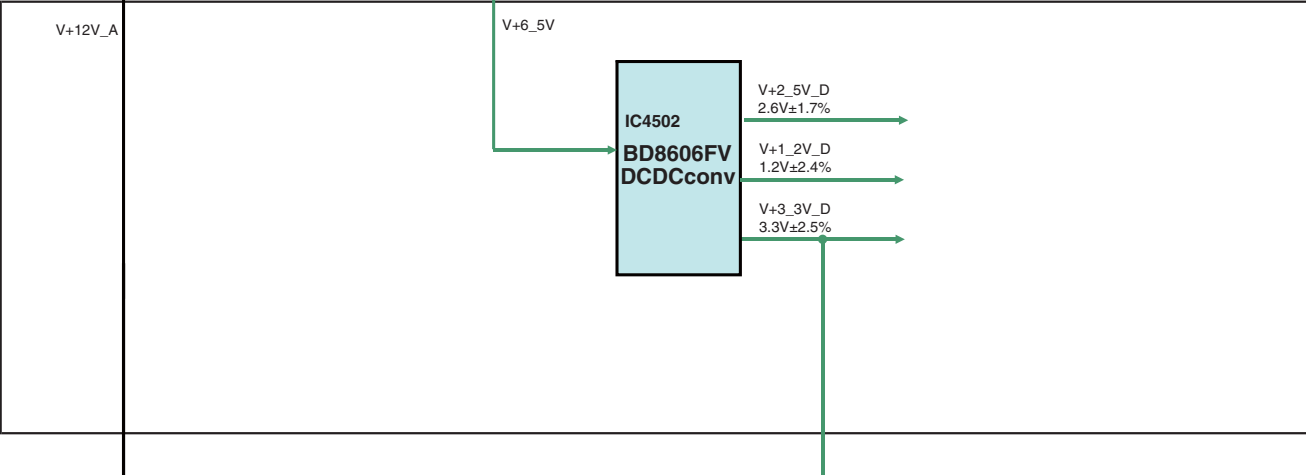 V+12V_A
V+6_5V
IC4502
BD8606FV
DCDCconv
V+2_5V_D
2.6V±1.7%
V+1_2V_D
1.2V±2.4%
V+3_3V_D
3.3V±2.5%